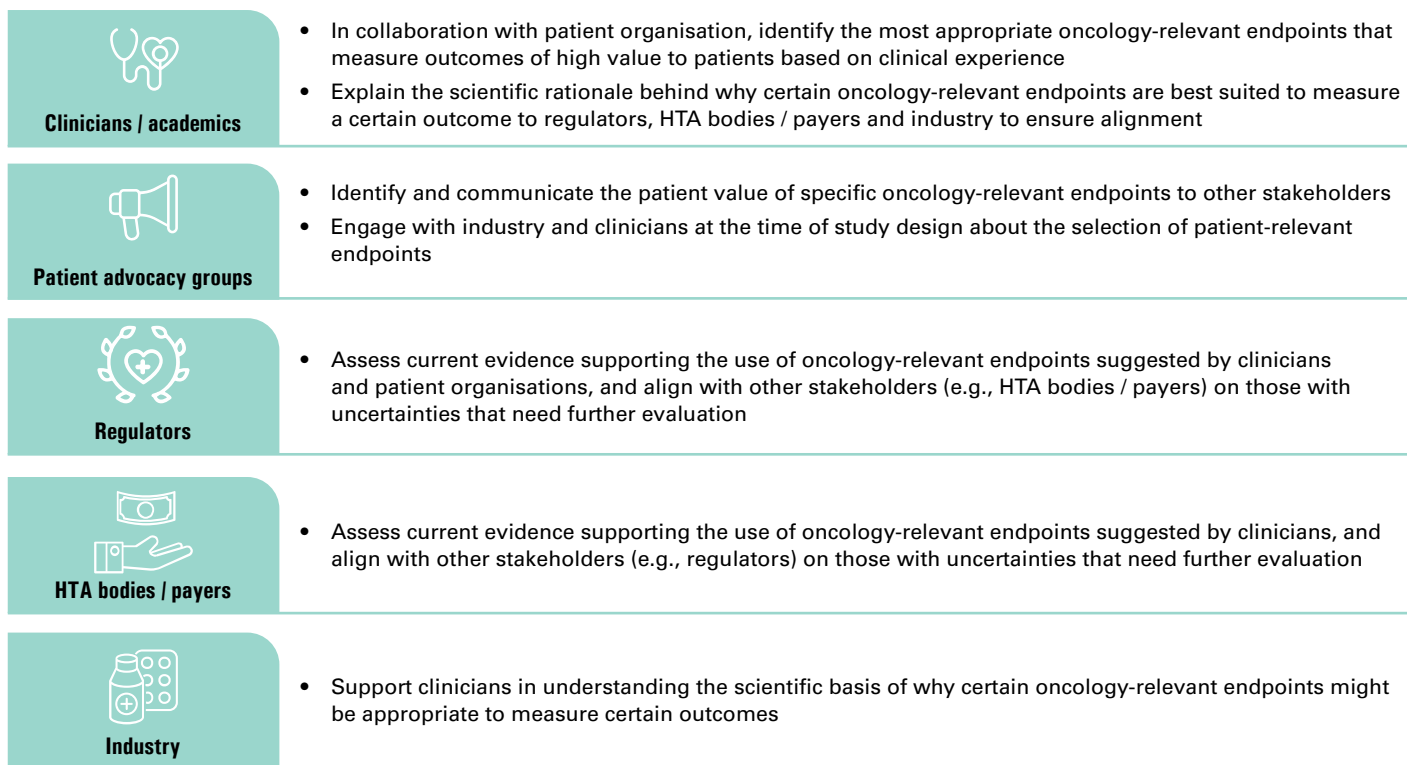 Clinicians / academics
• In collaboration with patient organisation, identify the most appropriate oncology-relevant endpoints that
measure outcomes of high value to patients based on clinical experience
• Explain the scientific rationale behind why certain oncology-relevant endpoints are best suited to measure
a certain outcome to regulators, HTA bodies / payers and industry to ensure alignment
Patient advocacy groups
• Identify and communicate the patient value of specific oncology-relevant endpoints to other stakeholders
• Engage with industry and clinicians at the time of study design about the selection of patient-relevant
endpoints
Regulators
• Assess current evidence supporting the use of oncology-relevant endpoints suggested by clinicians
and patient organisations, and align with other stakeholders (e.g., HTA bodies / payers) on those with
uncertainties that need further evaluation
HTA bodies / payers
• Assess current evidence supporting the use of oncology-relevant endpoints suggested by clinicians, and
align with other stakeholders (e.g., regulators) on those with uncertainties that need further evaluation
Industry
• Support clinicians in understanding the scientific basis of why certain oncology-relevant endpoints might
be appropriate to measure certain outcomes